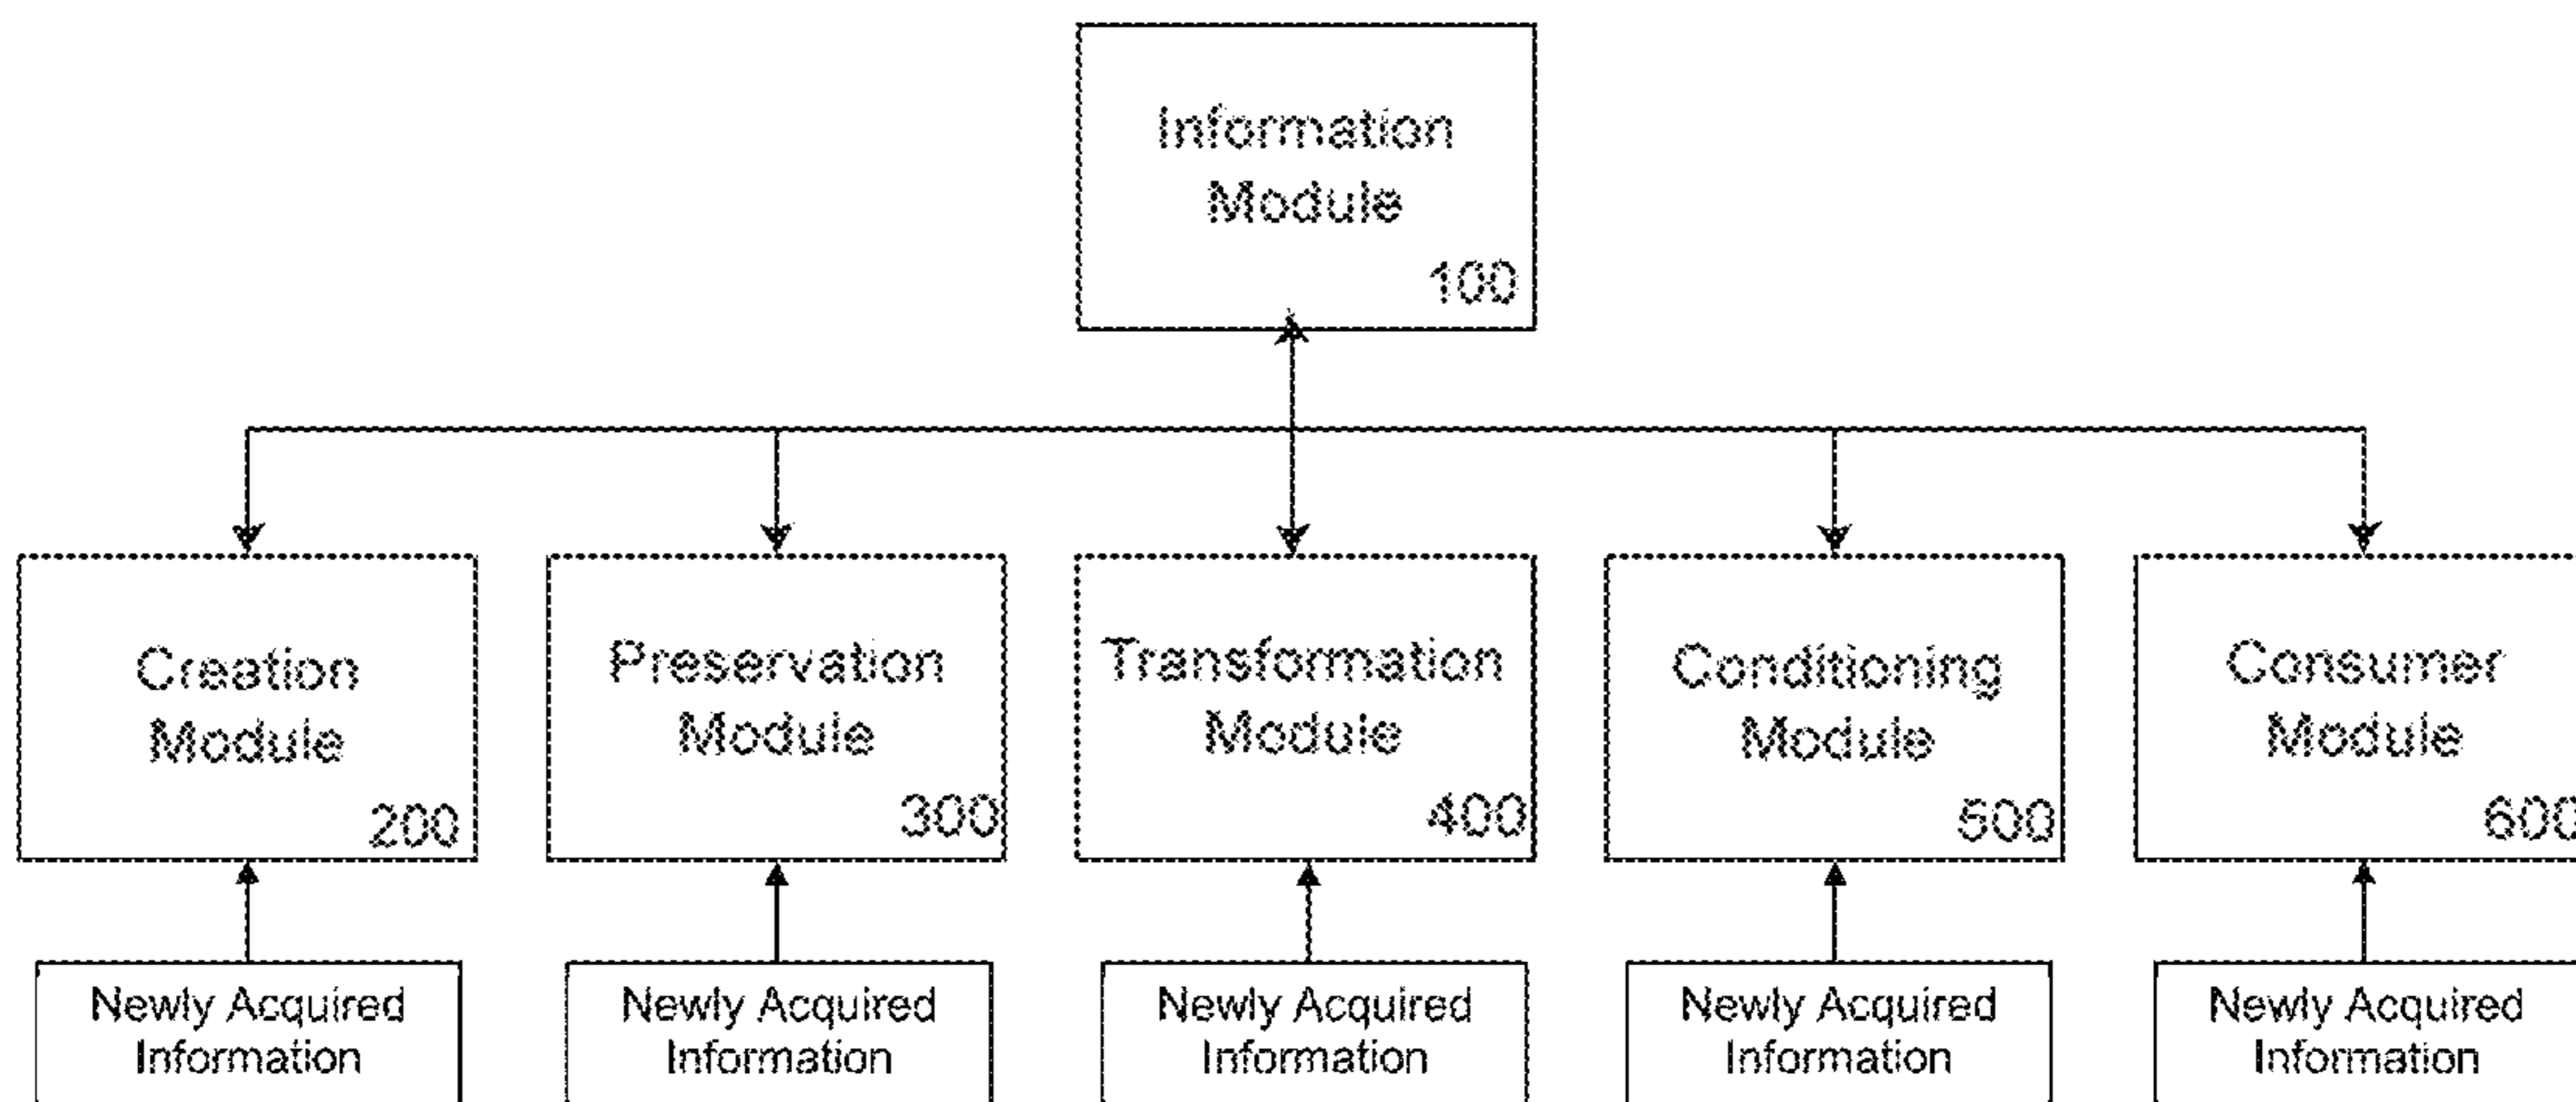 Information
Module
100
Creation
Module
200
Preservation
Module
300
Transformation
Module
400
Conditioning
Module
500
Consumer
Module
600
Newly Acquired
Information
Newly Acquired
Information
Newly Acquired
Information
Newly Acquired
Information
Newly Acquired
Information